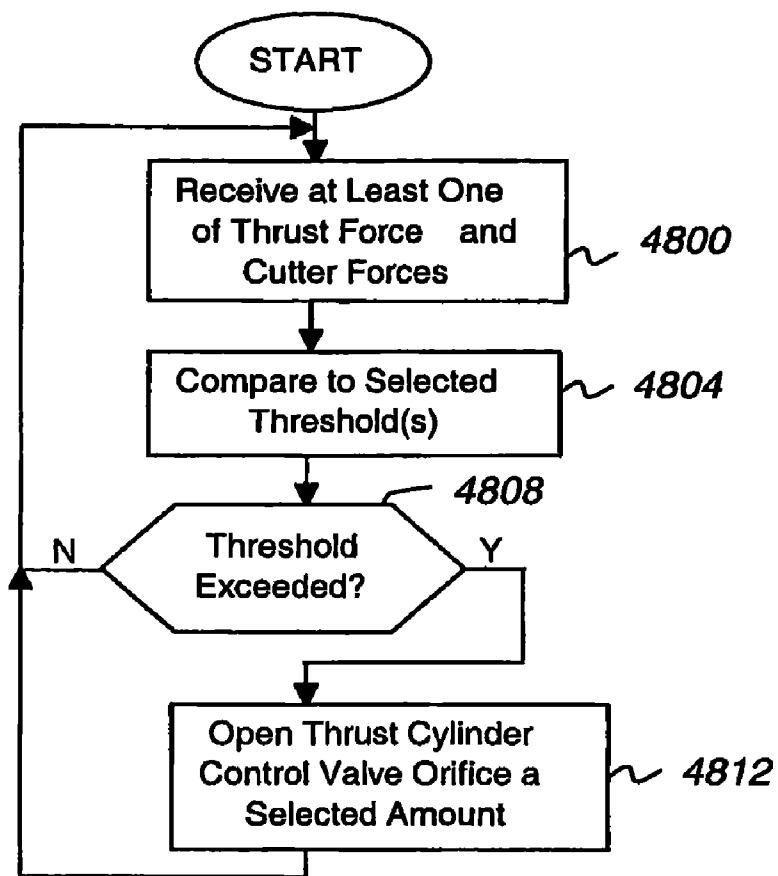 START
Receive at Least One
of Thrust Force and
Cutter Forces
4800
Compare to Selected
Threshold(s)
4804
4808
N
Threshold
Exceeded?
Y
Open Thrust Cylinder
Control Valve Orifice a
Selected Amount
4812